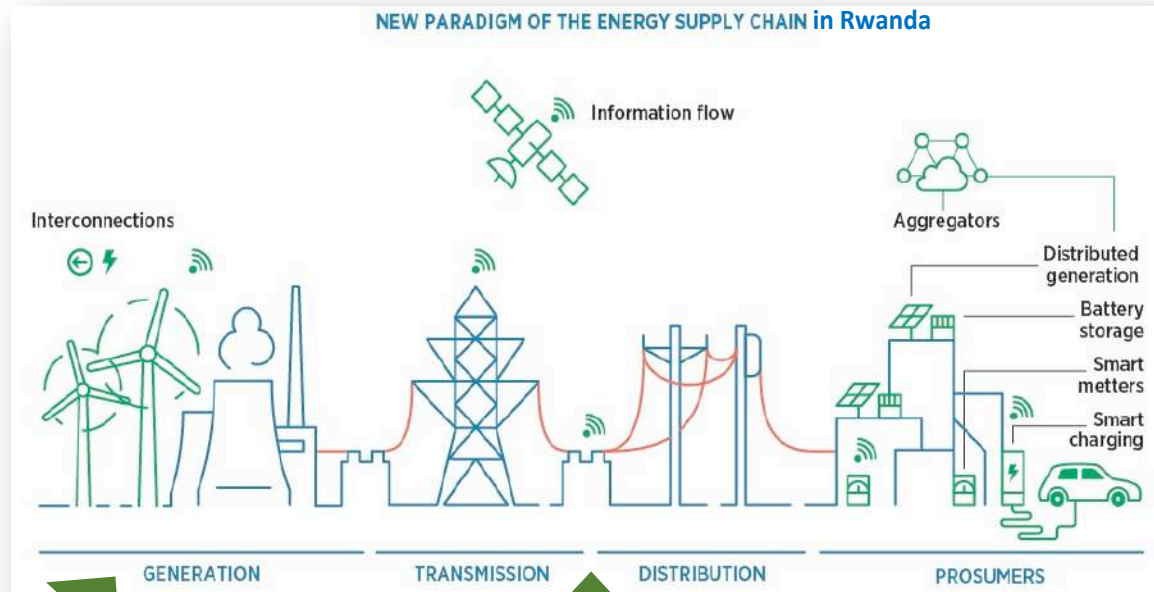 NEW PARADIGM OF THE ENERGY SUPPLY CHAIN in Rwanda
Information flow
Interconnections
Aggregators
Distributed
generation
Battery
storage
Smart
metters
Smart
charging
GENERATION
TRANSMISSION
DISTRIBUTION
PROSUMERS